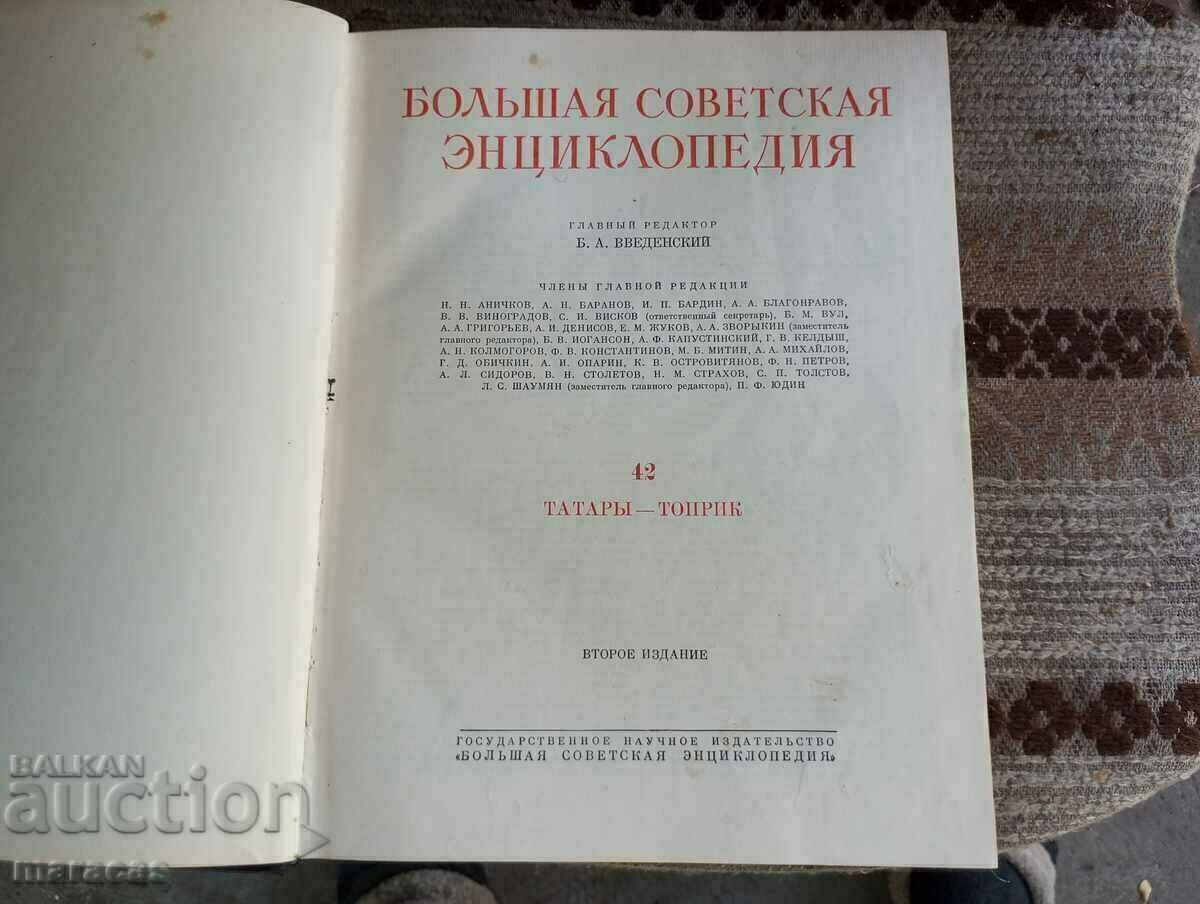 БОЛЬШАЯ СОВЕТСКАЯ
ЭНЦИКЛОПЕДИЯ
ГЛАВНЫЙ РЕДАКТОР
Б. А. ВВЕДЕНСКИЙ
ЧЛЕНЫ ГЛАВНОЙ РЕДАКЦИИ
Н. Н. АНИЧКОВ, А. Н. БАРАНОВ, И. П. БАРДИН, А. А. БЛАГОНРАВОВ,
В. В. ВИНОГРАДОВ, С. И. ВИСКОВ (ответственный секретарь), Б. М. ВУЛ,
А. А. ГРИГОРЬЕВ, А. И. ДЕНИСОВ, Е. М. ЖУКОВ, А. А. ЗВОРЫКИН (заместитель
главного редактора), Б. В. ИОГАНСОН, А. Ф. КАПУСТИНСКИЙ, Г. В. КЕЛДЫШ,
А. Н. КОЛМОГОРОВ, Ф. В. КОНСТАНТИНОВ, М. Б. МИТИН, А. А. МИХАЙЛОВ,
Г. Д. ОБИЧКИН, А. И. ОПАРИН, К. В. ОСТРОВИТЯНОВ, Ф. Н. ПЕТРОВ,
А. Л. СИДОРОВ, В. Н. СТОЛЕТОВ, Н. М. СТРАХОВ, С. П. ТОЛСТОВ,
Л. С. ШАУМЯН (заместитель главного редактора), П. Ф. ЮДИН
42
ТАТАРЫ — ТОПРИК
ВТОРОЕ ИЗДАНИЕ
ГОСУДАРСТВЕННОЕ НАУЧНОЕ ИЗДАТЕЛЬСТВО
«БОЛЬШАЯ СОВЕТСКАЯ ЭНЦИКЛОПЕДИЯ»
BALKAN
auction
maracas